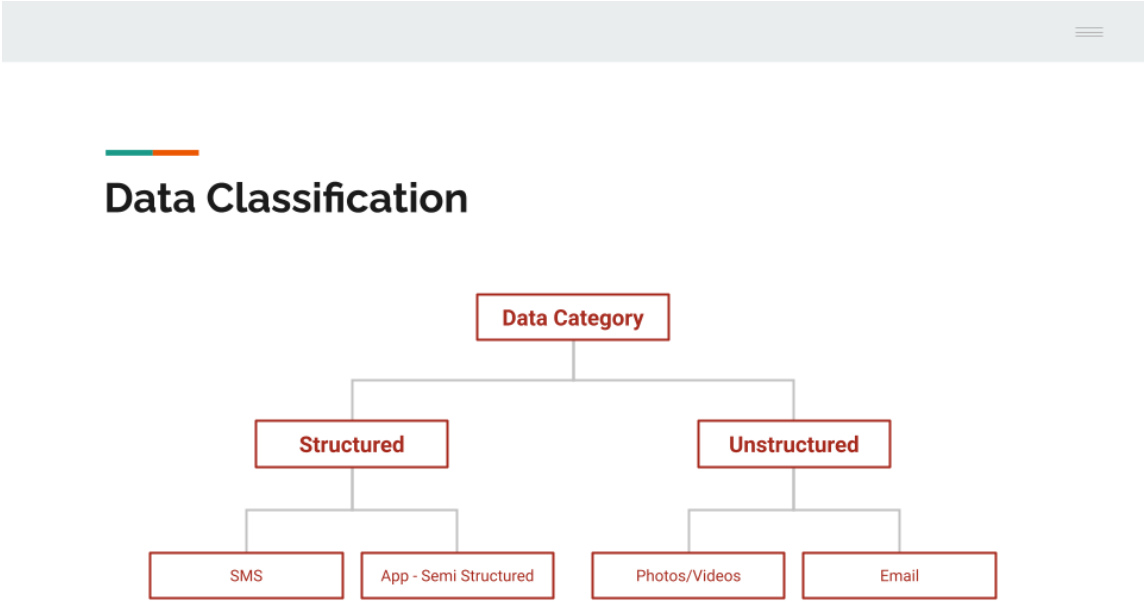 Data Classification
Data Category
Structured
Unstructured
SMS
App - Semi Structured
Photos/Videos
Email